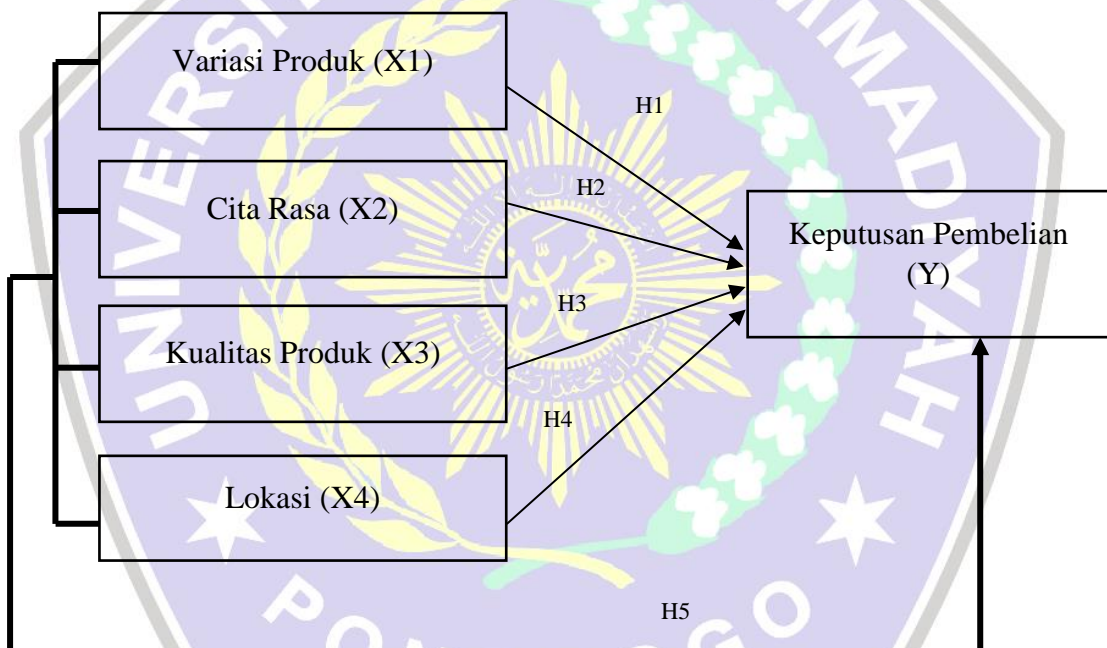 Variasi Produk (X1)
H1
Cita Rasa (X2)
H2
Keputusan Pembelian
(Y)
H3
Kualitas Produk (X3)
H4
Lokasi (X4)
H5